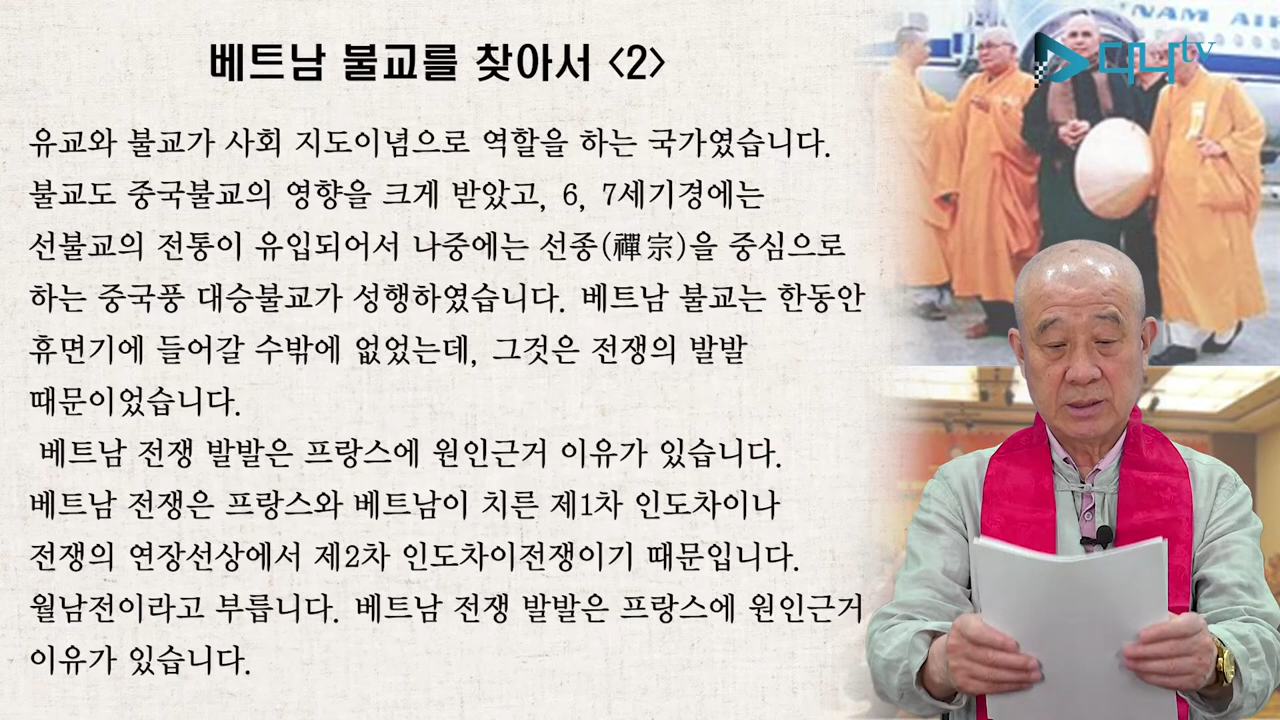 베트남 불교를 찾아서 <2>
NAM AIR
다나tv
유교와 불교가 사회 지도이념으로 역할을 하는 국가였습니다.
불교도 중국불교의 영향을 크게 받았고, 6, 7세기경에는
선불교의 전통이 유입되어서 나중에는 선종(禪宗)을 중심으로
하는 중국풍 대승불교가 성행하였습니다. 베트남 불교는 한동안
휴면기에 들어갈 수밖에 없었는데, 그것은 전쟁의 발발
때문이었습니다.
베트남 전쟁 발발은 프랑스에 원인근거 이유가 있습니다.
베트남 전쟁은 프랑스와 베트남이 치른 제1차 인도차이나
전쟁의 연장선상에서 제2차 인도차이전쟁이기 때문입니다.
월남전이라고 부릅니다. 베트남 전쟁 발발은 프랑스에 원인근거
이유가 있습니다.